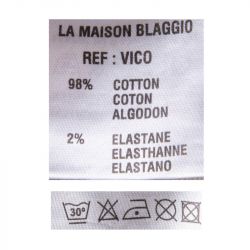 LA MAISON BLAGGIO
REF : VICO
98% COTTON
COTON
ALGODON
2% ELASTANE
ELASTHANNE
ELASTANO
30°